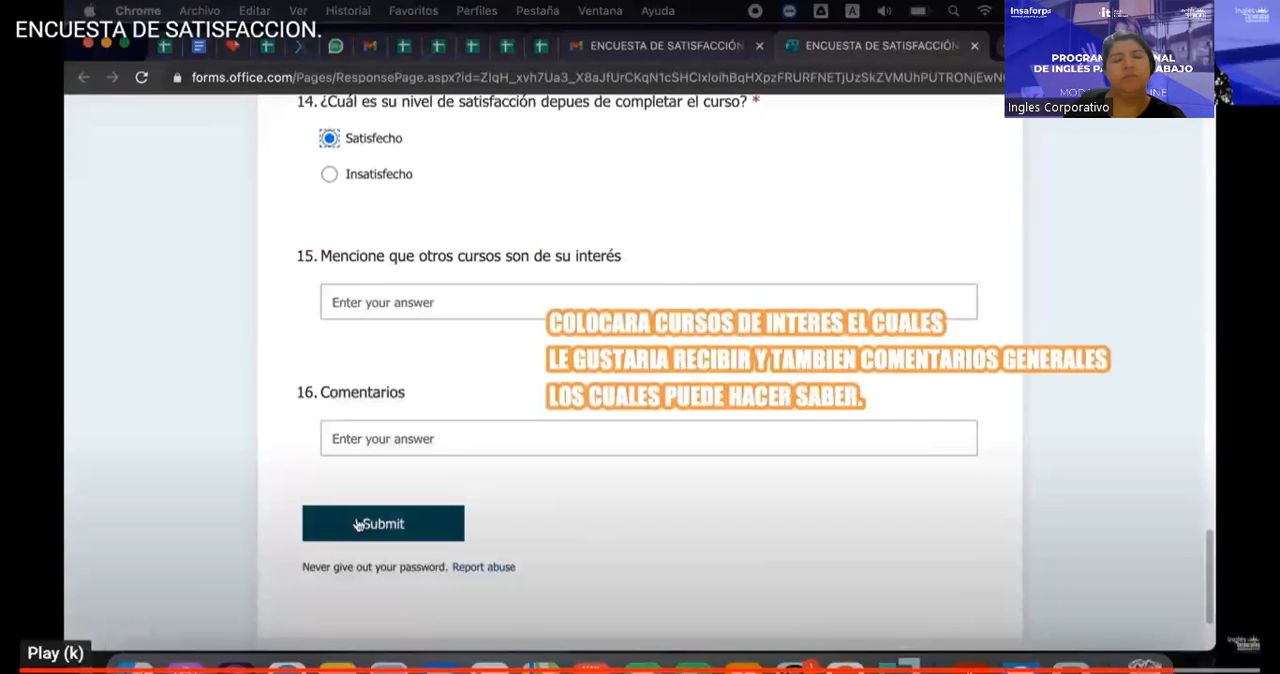 Chrome Archivo Editar Ver Historial Favoritos Perfiles Pestaña Ventana Ayuda
ENCUESTA DE SATISFACCION.
ENCUESTA DE SATISFACCIÓN
ENCUESTA DE SATISFACCIÓN
forms.office.com/Pages/ResponsePage.aspx?id=
Insaforp
PROGRAM
DE INGLÉS
Ingles Corporativo
14. ¿Cuál es su nivel de satisfacción depues de completar el curso? *
Satisfecho
Insatisfecho
15. Mencione que otros cursos son de su interés
Enter your answer
COLOCARA CURSOS DE INTERES EL CUALES
LE GUSTARIA RECIBIR Y TAMBIEN COMENTARIOS GENERALES
LOS CUALES PUEDE HACER SABER.
16. Comentarios
Enter your answer
Submit
Never give out your password. Report abuse
Play (k)